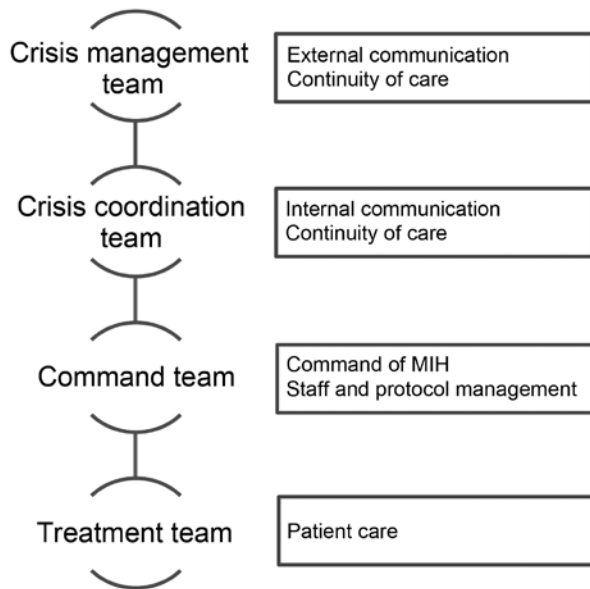 Crisis management
team
External communication
Continuity of care
Crisis coordination
team
Internal communication
Continuity of care
Command team
Command of MIH
Staff and protocol management
Treatment team
Patient care